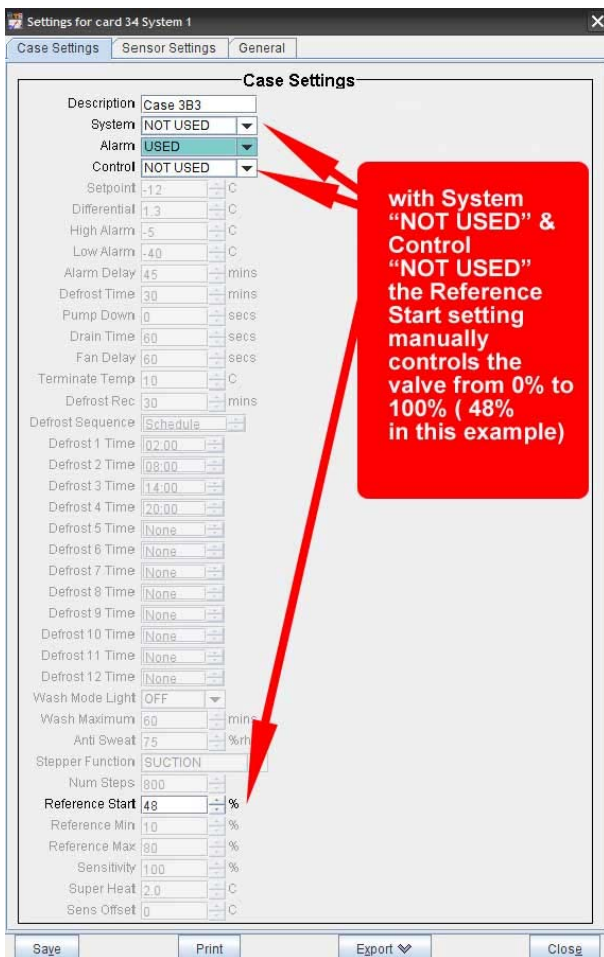 Settings for card 34 System 1
Case Settings Sensor Settings General
Case Settings
Description Case 3B3
System NOT USED
Alarm USED
Control NOT USED
Setpoint -12 C
Differential 1.3 C
High Alarm -5 C
Low Alarm -40 C
Alarm Delay 45 mins
Defrost Time 30 mins
Pump Down 0 secs
Drain Time 60 secs
Fan Delay 60 secs
Terminate Temp 10 C
Defrost Rec 30 mins
Defrost Sequence Schedule
Defrost 1 Time 02:00
Defrost 2 Time 08:00
Defrost 3 Time 14:00
Defrost 4 Time 20:00
Defrost 5 Time None
Defrost 6 Time None
Defrost 7 Time None
Defrost 8 Time None
Defrost 9 Time None
Defrost 10 Time None
Defrost 11 Time None
Defrost 12 Time None
Wash Mode Light OFF
Wash Maximum 60 mins
Anti Sweat 75 %rh
Stepper Function SUCTION
Num Steps 800
Reference Start 48 %
Reference Min 10 %
Reference Max 80 %
Sensitivity 100 %
Super Heat 2.0 C
Sens Offset 0 C
with System
“NOT USED” &
Control
“NOT USED”
the Reference
Start setting
manually
controls the
valve from 0% to
100% ( 48%
in this example)
Save Print Export Close